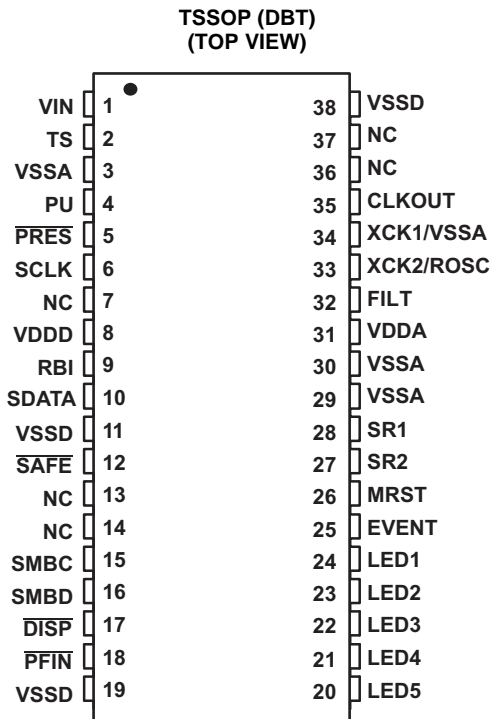 TSSOP (DBT)
(TOP VIEW)
VIN 1 38 VSSD
TS 2 37 NC
VSSA 3 36 NC
PU 4 35 CLKOUT
PRES 5 34 XCK1/VSSA
SCLK 6 33 XCK2/ROSC
NC 7 32 FILT
VDDD 8 31 VDDA
RBI 9 30 VSSA
SDATA 10 29 VSSA
VSSD 11 28 SR1
SAFE 12 27 SR2
NC 13 26 MRST
NC 14 25 EVENT
SMBC 15 24 LED1
SMBD 16 23 LED2
DISP 17 22 LED3
PFIN 18 21 LED4
VSSD 19 20 LED5